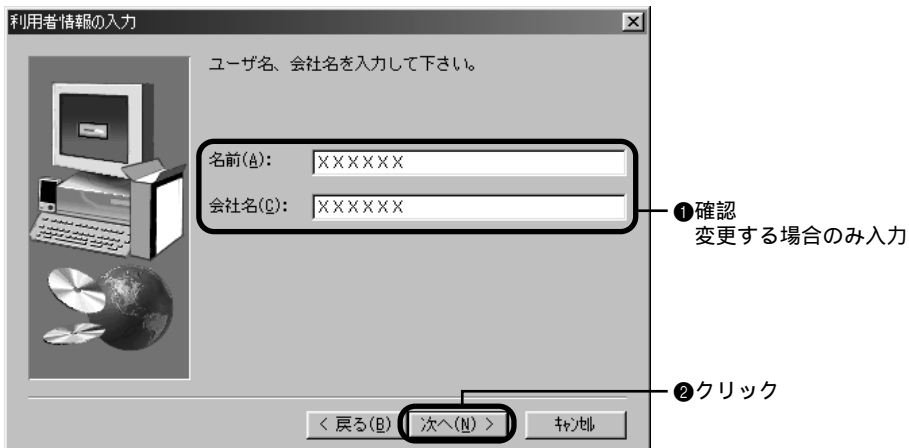 利用者情報の入力
ユーザ名、会社名を入力して下さい。
名前(A): XXXXXX
会社名(C): XXXXXX
❶確認
変更する場合のみ入力
❷クリック
< 戻る(B) 次へ(N) > ｷｬﾝｾﾙ